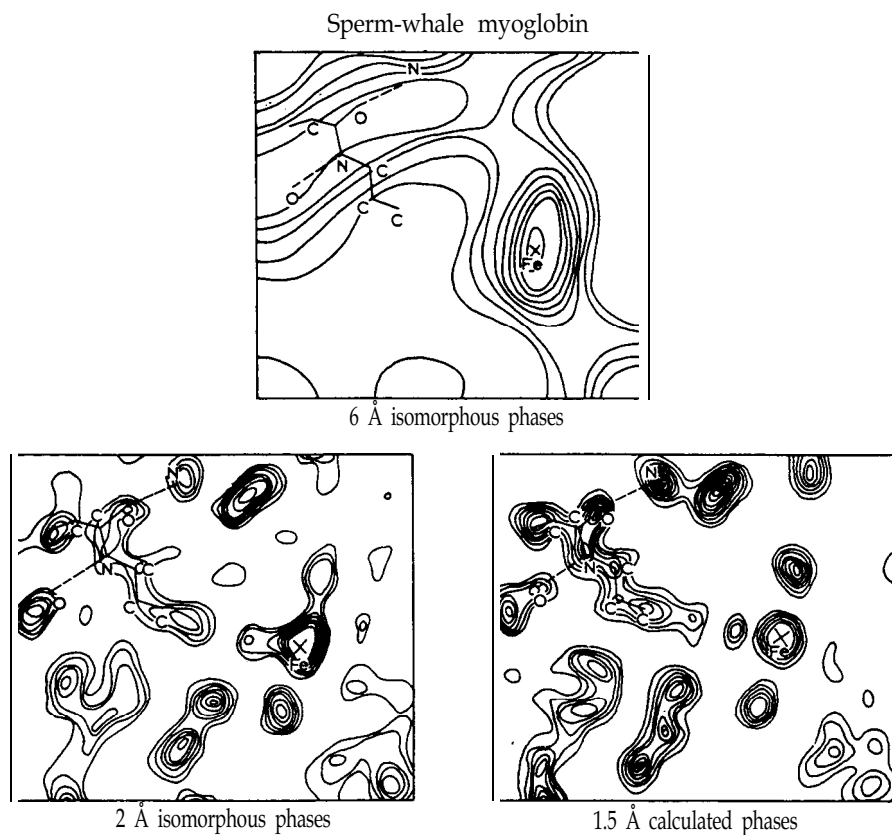 Sperm-whale myoglobin
N
O
C
N
C
O
C
C
Fe
6 Å isomorphous phases
N
C
O
C
N
C
O
C
C
Fe
2 Å isomorphous phases
N
C
O
C
N
C
O
C
C
C
Fe
1.5 Å calculated phases